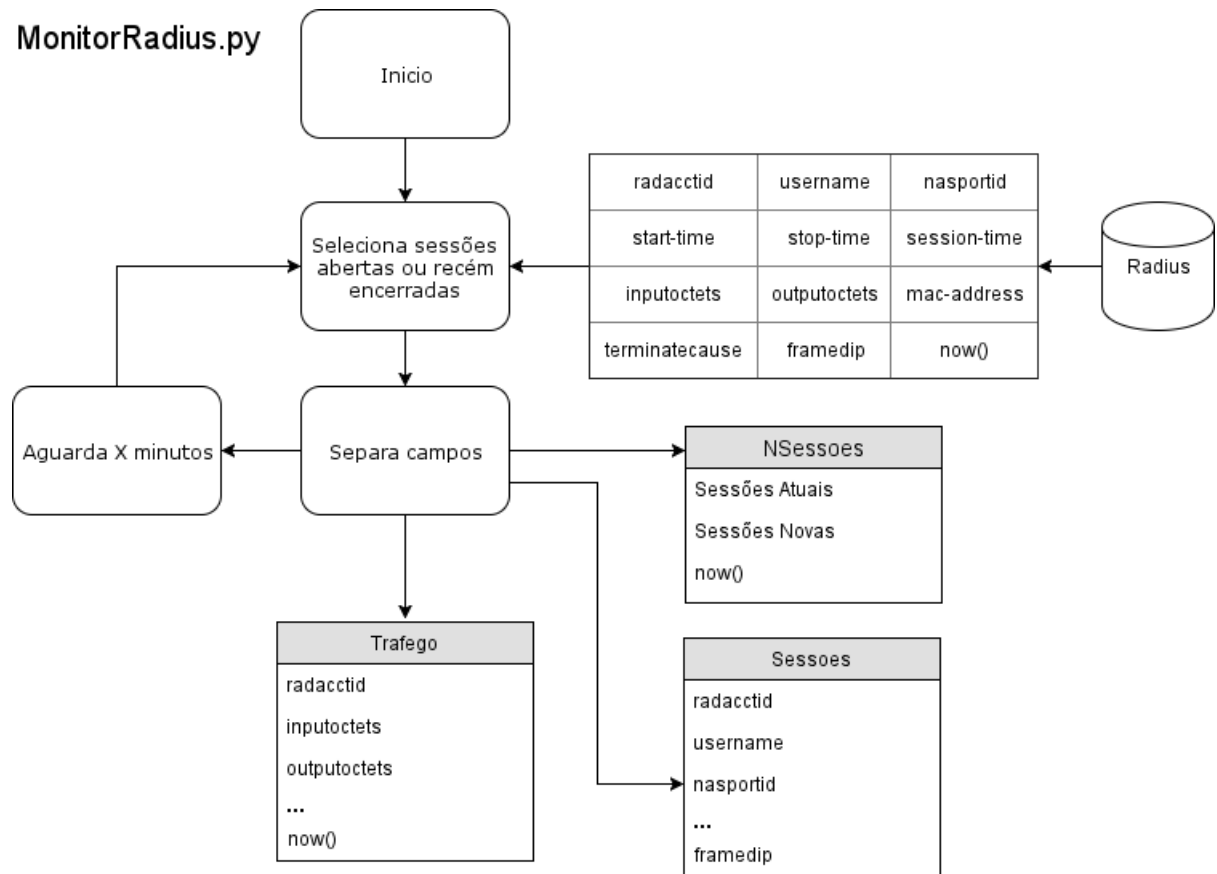 MonitorRadius.py
Inicio
radacctid username nasportid
start-time stop-time session-time
inputoctets outputoctets mac-address
terminatecause framedip now()
Radius
Seleciona sessões
abertas ou recém
encerradas
Aguarda X minutos
Separa campos
NSessoes
Sessões Atuais
Sessões Novas
now()
Trafego
radacctid
inputoctets
outputoctets
...
now()
Sessoes
radacctid
username
nasportid
...
framedip